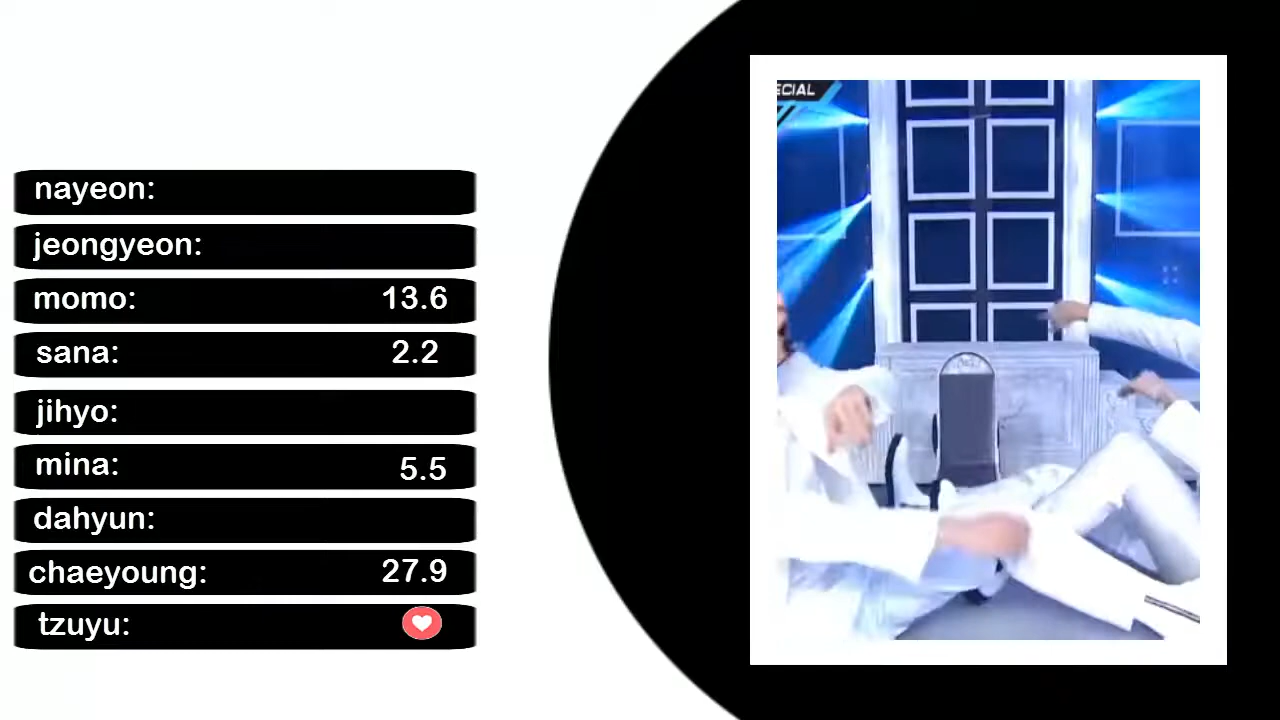 ECIAL
nayeon:
jeongyeon:
momo: 13.6
sana: 2.2
jihyo:
mina: 5.5
dahyun:
chaeyoung: 27.9
tzuyu: